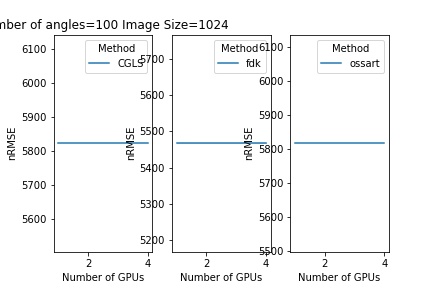 mber of angles=100 Image Size=1024
Method
CGLS
6100
6000
5900
5800
5700
5600
nRMSE
2
4
Number of GPUs
Method
fdk
5700
5600
5500
5400
5300
5200
nRMSE
2
4
Number of GPUs
Method
ossart
6100
6000
5900
5800
5700
5600
5500
nRMSE
2
4
Number of GPUs